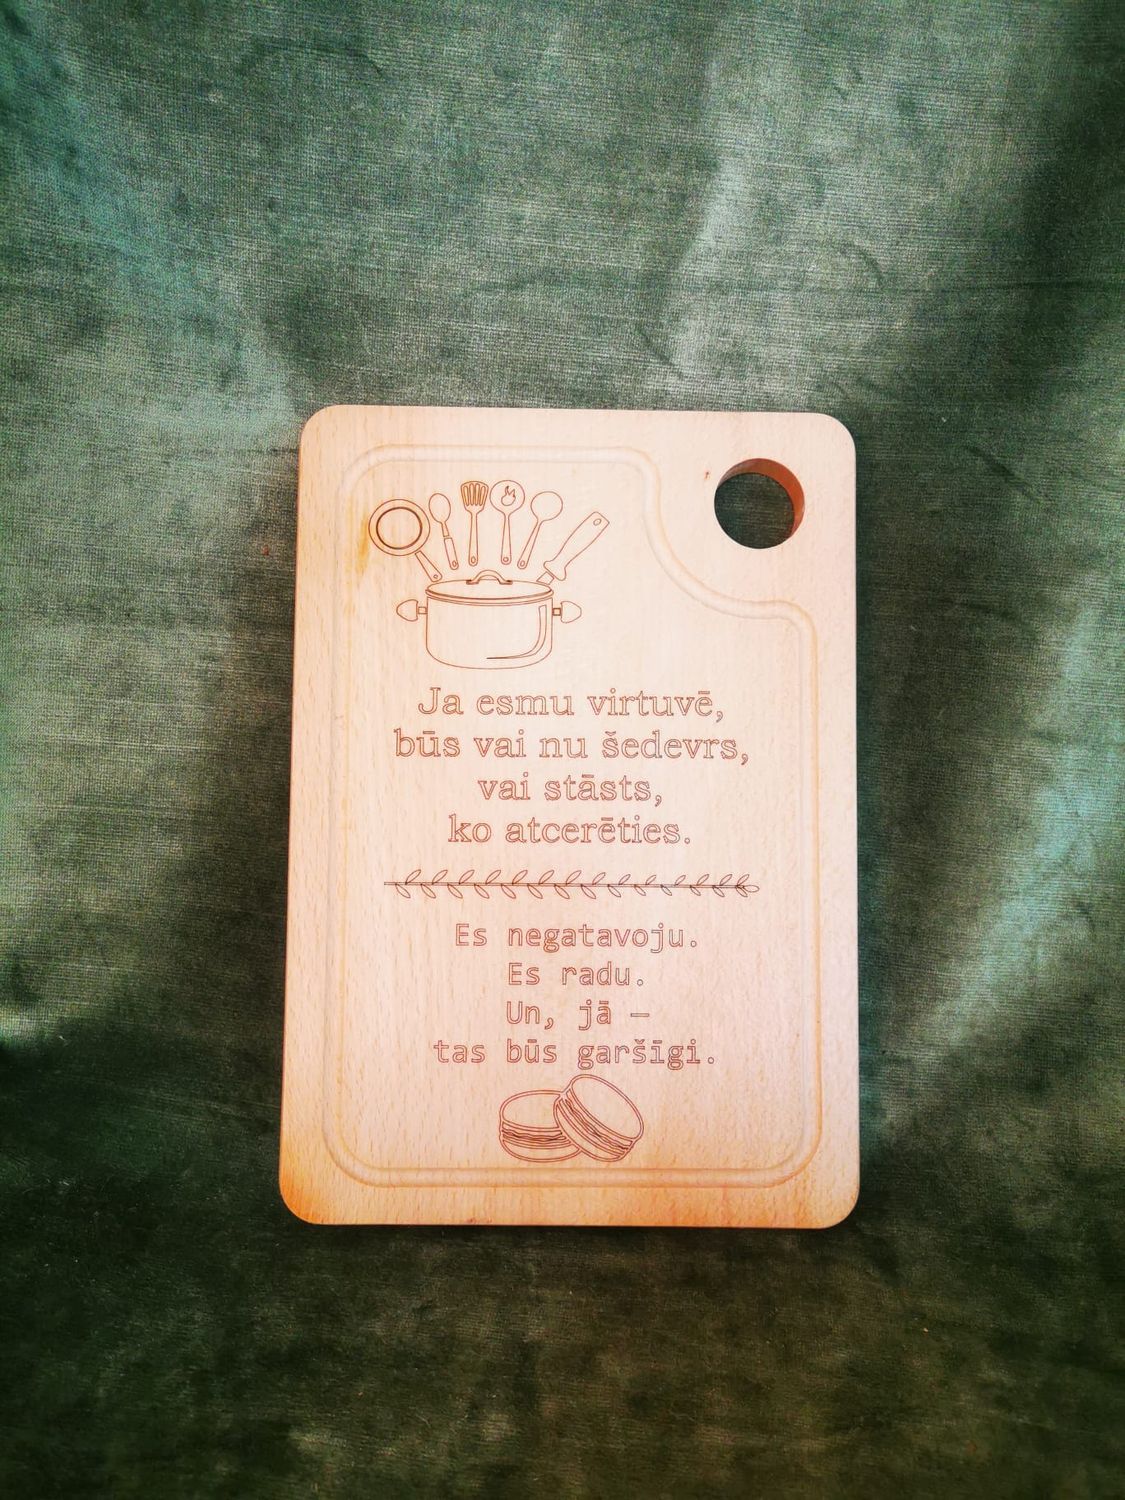 Ja esmu virtuvē,
būs vai nu šedevrs,
vai stāsts,
ko atcerēties.
Es negatavoju.
Es radu.
Un, jā —
tas būs garšīgi.